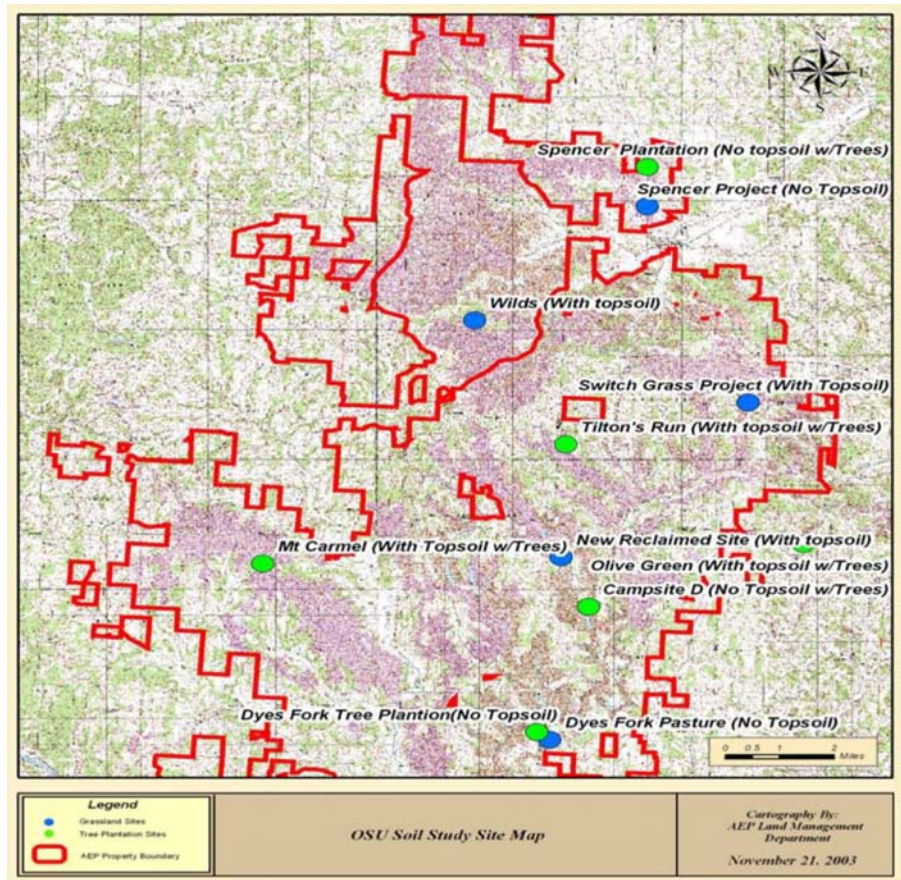 N
W
E
S
Spencer Plantation (No topsoil w/Trees)
Spencer Project (No Topsoil)
Wilds (With topsoil)
Switch Grass Project (With Topsoil)
Tilton's Run (With topsoil w/Trees)
Mt Carmel (With Topsoil w/Trees)
New Reclaimed Site (With topsoil)
Olive Green (With topsoil w/Trees)
Campsite D (No Topsoil w/Trees)
Dyes Fork Tree Plantion(No Topsoil)
Dyes Fork Pasture (No Topsoil)
0 0.5 1 2
Miles
Legend
Grassland Sites
Tree Plantation Sites
AEP Property Boundary
OSU Soil Study Site Map
Cartography By:
AEP Land Management
Department
November 21. 2003